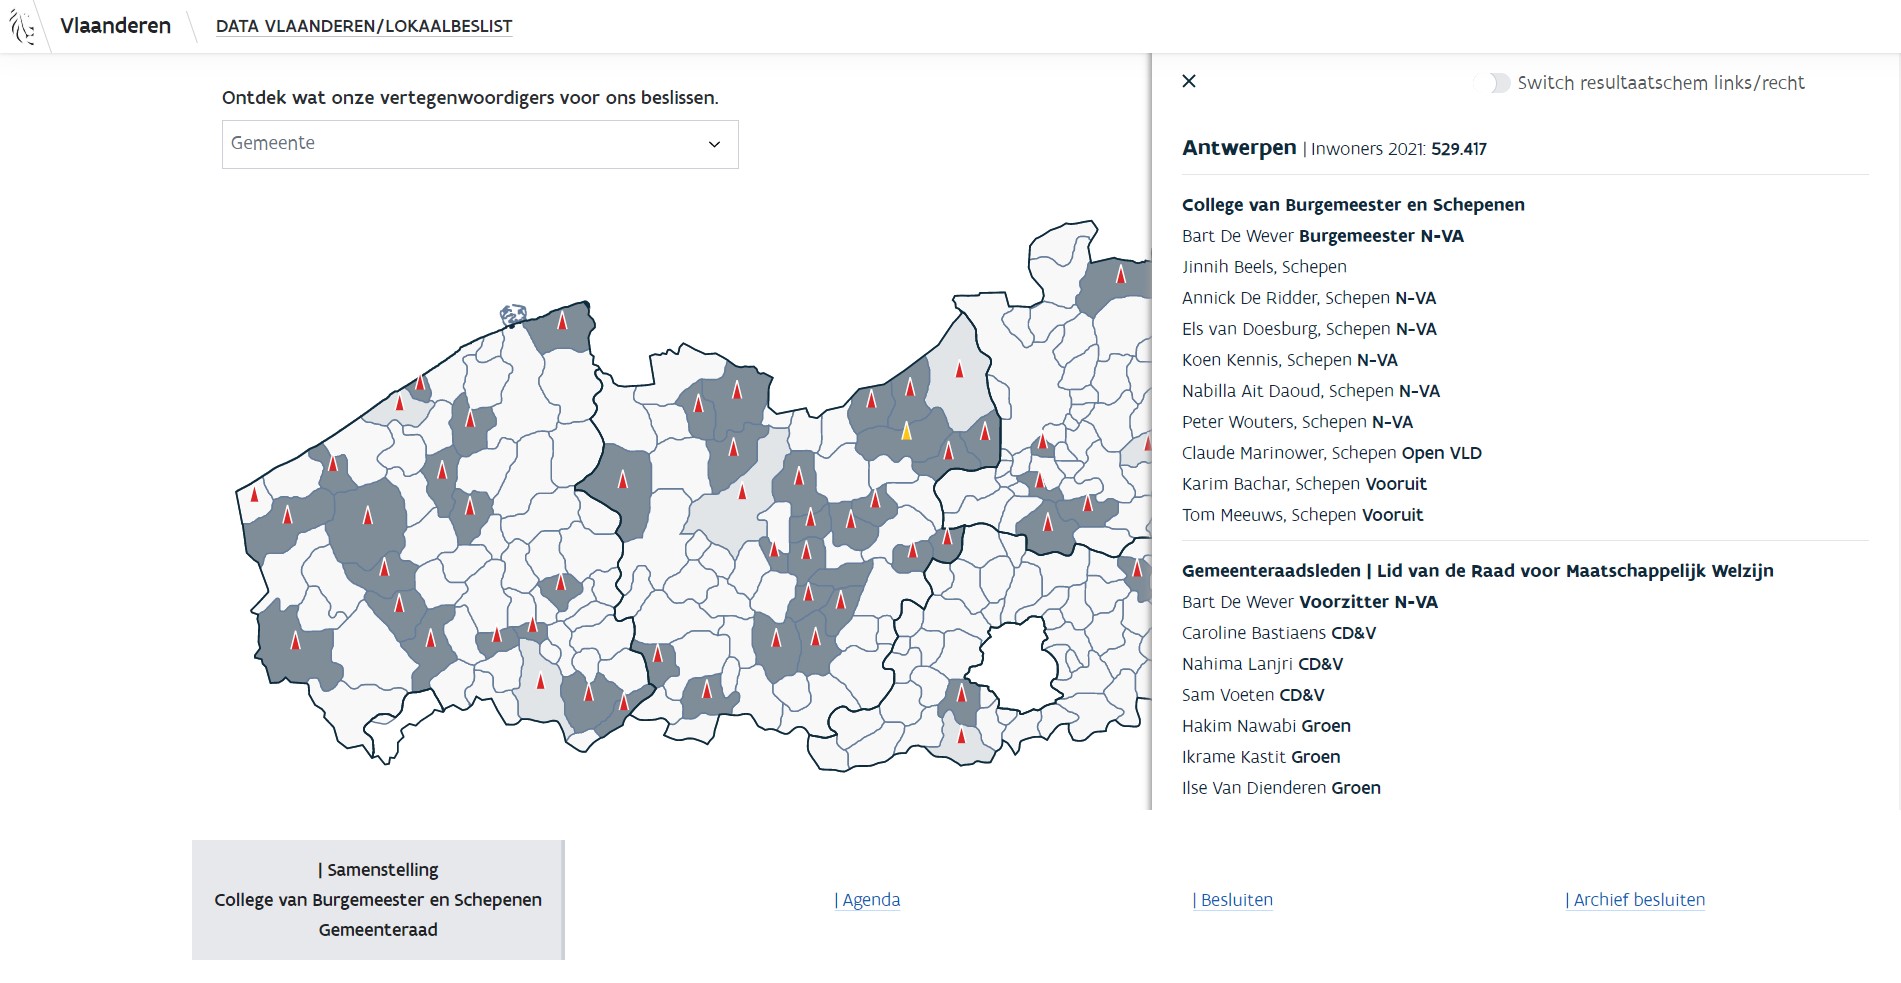 Vlaanderen
DATA VLAANDEREN/LOKAALBESLIST
Ontdek wat onze vertegenwoordigers voor ons beslissen.
Gemeente
Switch resultaatschem links/recht
Antwerpen | Inwoners 2021: 529.417
College van Burgemeester en Schepenen
Bart De Wever Burgemeester N-VA
Jinnih Beels, Schepen
Annick De Ridder, Schepen N-VA
Els van Doesburg, Schepen N-VA
Koen Kennis, Schepen N-VA
Nabilla Ait Daoud, Schepen N-VA
Peter Wouters, Schepen N-VA
Claude Marinower, Schepen Open VLD
Karim Bachar, Schepen Vooruit
Tom Meeuws, Schepen Vooruit
Gemeenteraadsleden | Lid van de Raad voor Maatschappelijk Welzijn
Bart De Wever Voorzitter N-VA
Caroline Bastiaens CD&V
Nahima Lanjri CD&V
Sam Voeten CD&V
Hakim Nawabi Groen
Ikrame Kastit Groen
Ilse Van Dienderen Groen
| Samenstelling
College van Burgemeester en Schepenen
Gemeenteraad
| Agenda
| Besluiten
| Archief besluiten